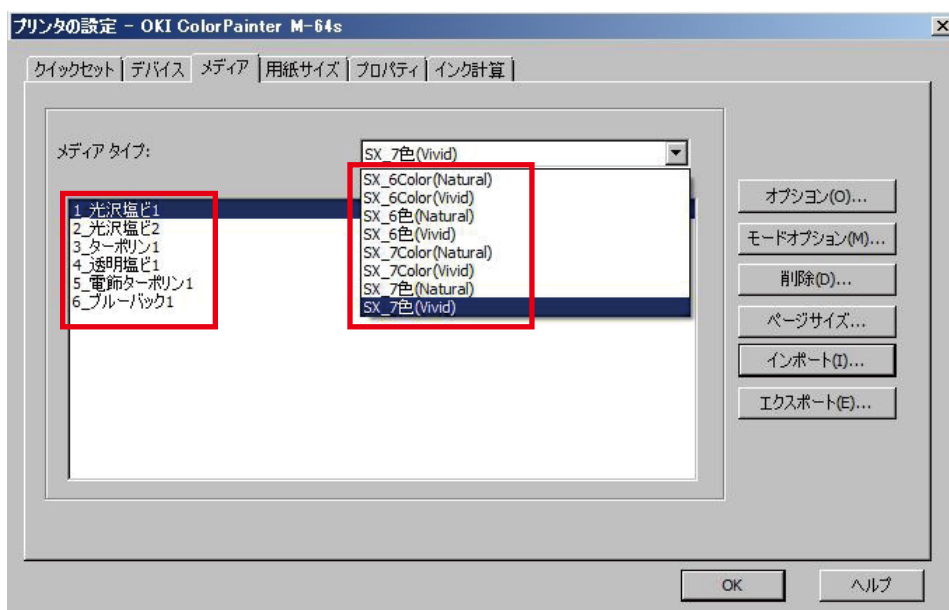 プリンタの設定 - OKI ColorPainter M-64s
クイックセット
デバイス
メディア
用紙サイズ
プロパティ
インク計算
メディア タイプ:
SX_7色(Vivid)
SX_6Color(Natural)
SX_6Color(Vivid)
SX_6色(Natural)
SX_6色(Vivid)
SX_7Color(Natural)
SX_7Color(Vivid)
SX_7色(Natural)
SX_7色(Vivid)
1_光沢塩ビ1
2_光沢塩ビ2
3_ターポリン1
4_透明塩ビ1
5_電飾ターポリン1
6_ブルーバック1
オプション(O)...
モードオプション(M)...
削除(D)...
ページサイズ...
インポート(I)...
エクスポート(E)...
OK
ヘルプ